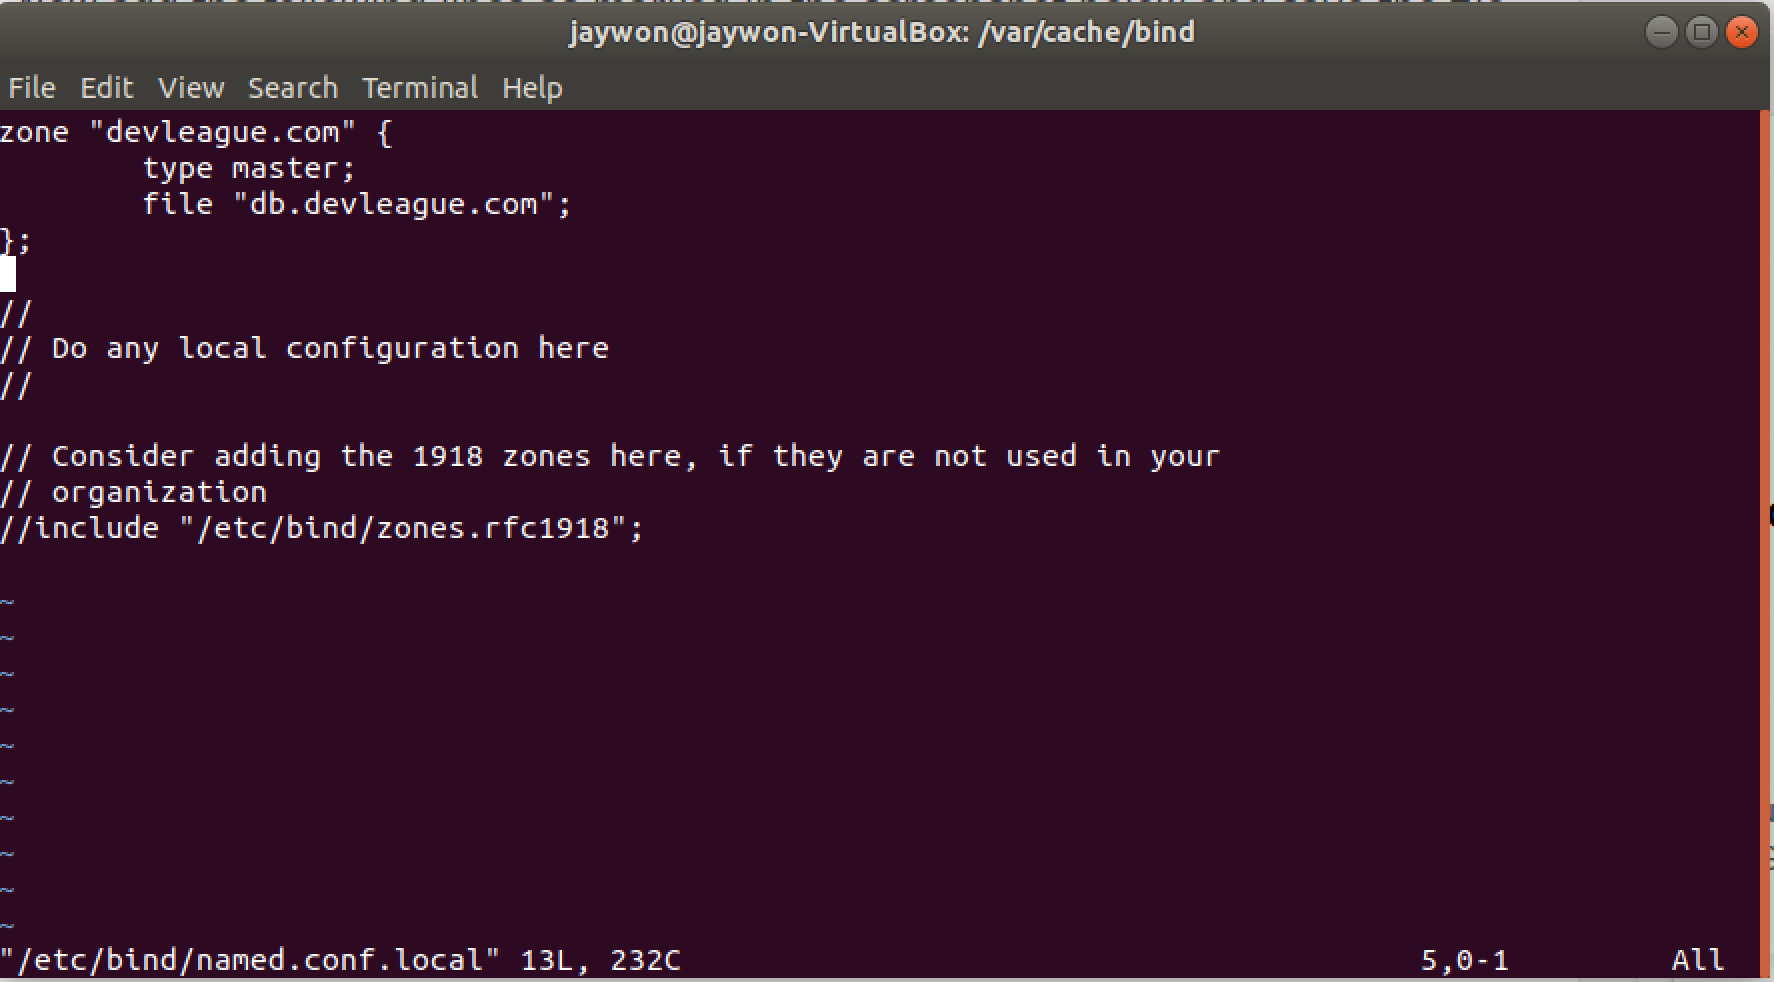 jaywon@jaywon-VirtualBox: /var/cache/bind
File Edit View Search Terminal Help
zone "devleague.com" {
        type master;
        file "db.devleague.com";
};

//
// Do any local configuration here
//

// Consider adding the 1918 zones here, if they are not used in your
// organization
//include "/etc/bind/zones.rfc1918";

~
~
~
~
~
~
~
~
~
~
"/etc/bind/named.conf.local" 13L, 232C 5,0-1 All